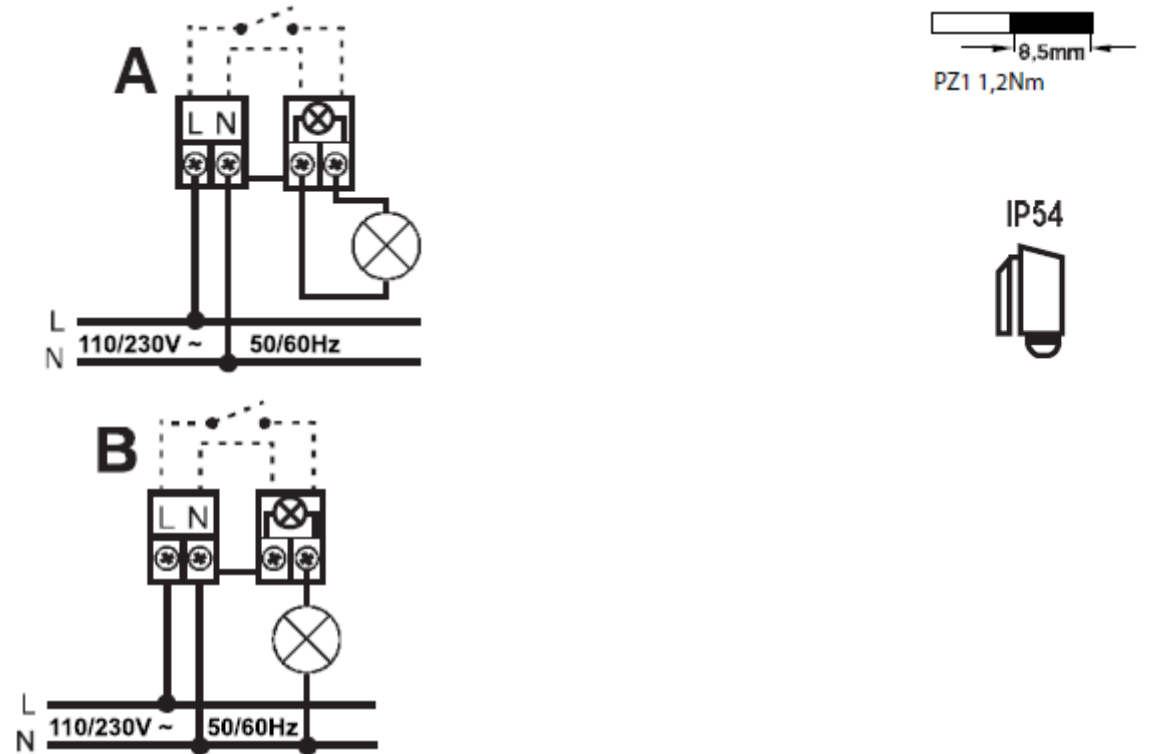 A
L N
L
110/230V ~ 50/60Hz
N
B
L N
L
110/230V ~ 50/60Hz
N
8,5mm
PZ1 1,2Nm
IP54